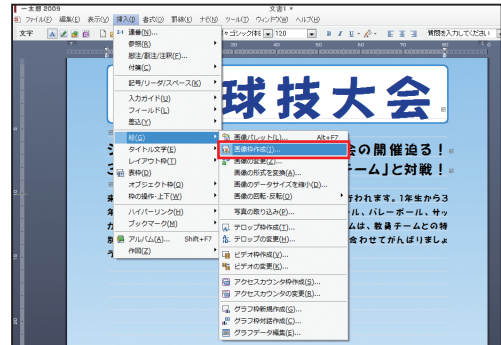 一太郎 2009
文書1 *
ファイル(F) 編集(E) 表示(V) 挿入(I) 書式(O) 罫線(K) ナビ(N) ツール(T) ウィンドウ(W) ヘルプ(H)
文字
120
質問を入力してください
連番(N)...
参照(R)
脚注/割注/注釈(F)...
付箋(C)
記号/リーダ/スペース(K)
入力ガイド(U)
フィールド(L)
差込(Y)
絵(G)
タイトル文字(E)
レイアウト枠(T)
表枠(D)
オブジェクト枠(O)
枠の操作・上下(W)
ハイパーリンク(H)
ブックマーク(M)
アルバム(A)... Shift+F7
作図(Z)
画像パレット(L)... Alt+F7
画像枠作成(I)...
画像の変更(Z)...
画像の形式を変換(A)...
画像のデータサイズを縮小(D)...
画像の回転・反転(O)
写真の取り込み(P)...
テロップ枠作成(T)...
テロップの変更(H)...
ビデオ枠作成(V)...
ビデオの変更(K)...
アクセスカウンタ枠作成(S)...
アクセスカウンタの変更(R)...
グラフ枠新規作成(G)...
グラフ枠対話作成(C)...
グラフデータ編集(E)...
球技大会
会の開催迫る!
ーム」と対戦!
行われます。1年生から3
ル、バレーボール、サッ
ムは、教員チームとの特
合わせてがんばりましょ